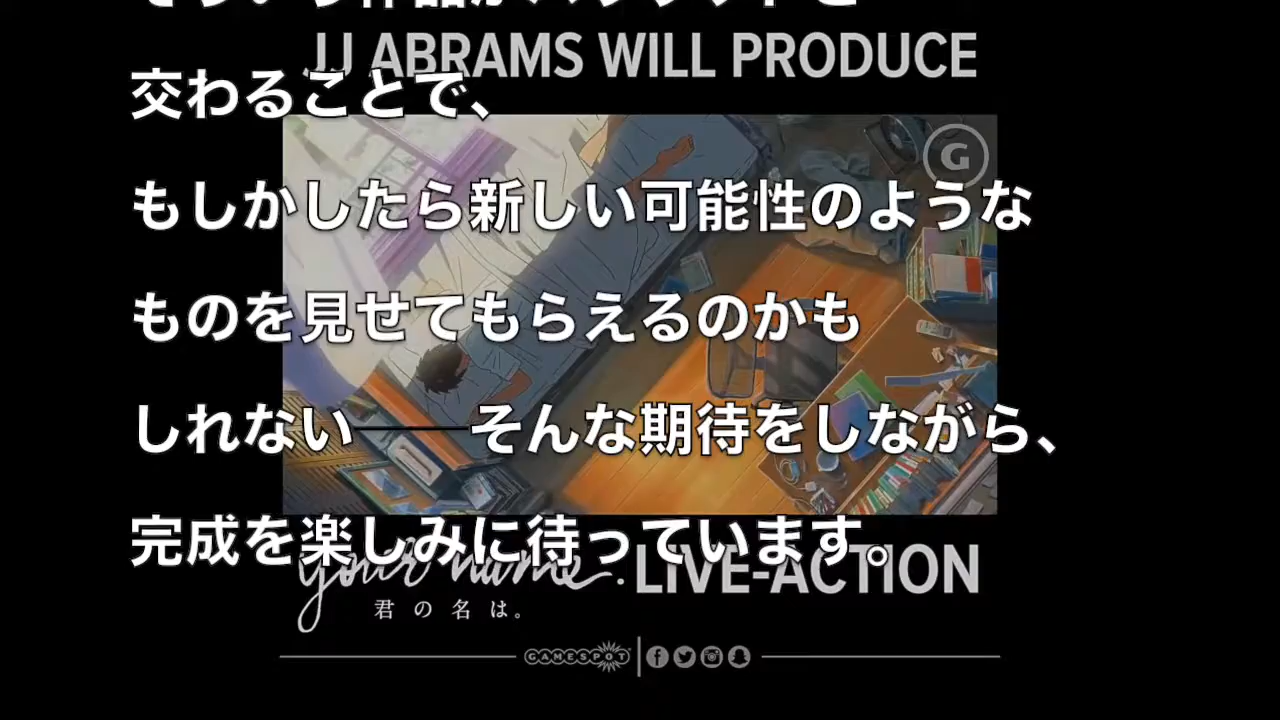 JJ ABRAMS WILL PRODUCE
交わることで、
G
もしかしたら新しい可能性のような
ものを見せてもらえるのかも
しれない──そんな期待をしながら、
完成を楽しみに待っています。
your name. LIVE-ACTION
君の名は。
GAMESPOT